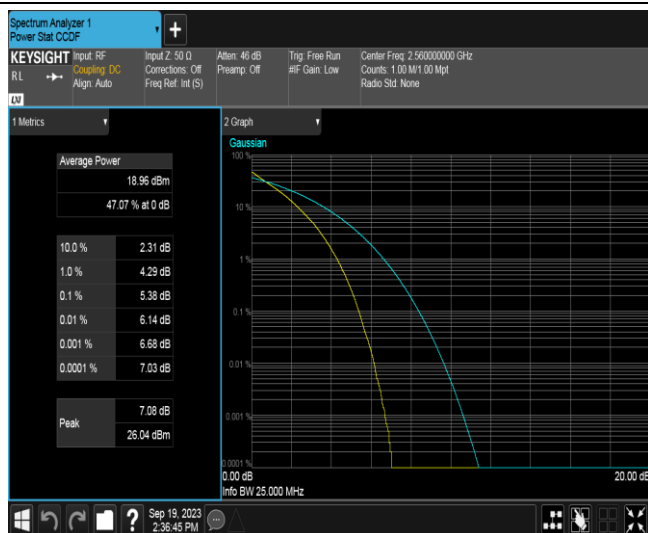 Spectrum Analyzer 1
Power Stat CCDF
+
KEYSIGHT
RL
LXI
Input: RF
Coupling: DC
Align: Auto
Input Z: 50 Ω
Corrections: Off
Freq Ref: Int (S)
Atten: 46 dB
Preamp: Off
Trig: Free Run
#IF Gain: Low
Center Freq: 2.560000000 GHz
Counts: 1.00 M/1.00 Mpt
Radio Std: None
1 Metrics
Average Power
18.96 dBm
47.07 % at 0 dB
10.0 % 2.31 dB
1.0 % 4.29 dB
0.1 % 5.38 dB
0.01 % 6.14 dB
0.001 % 6.68 dB
0.0001 % 7.03 dB
Peak
7.08 dB
26.04 dBm
2 Graph
Gaussian
100 %
10 %
1 %
0.1 %
0.01 %
0.001 %
0.0001 %
0.00 dB
20.00 dB
Info BW 25.000 MHz
?
Sep 19, 2023
2:36:45 PM